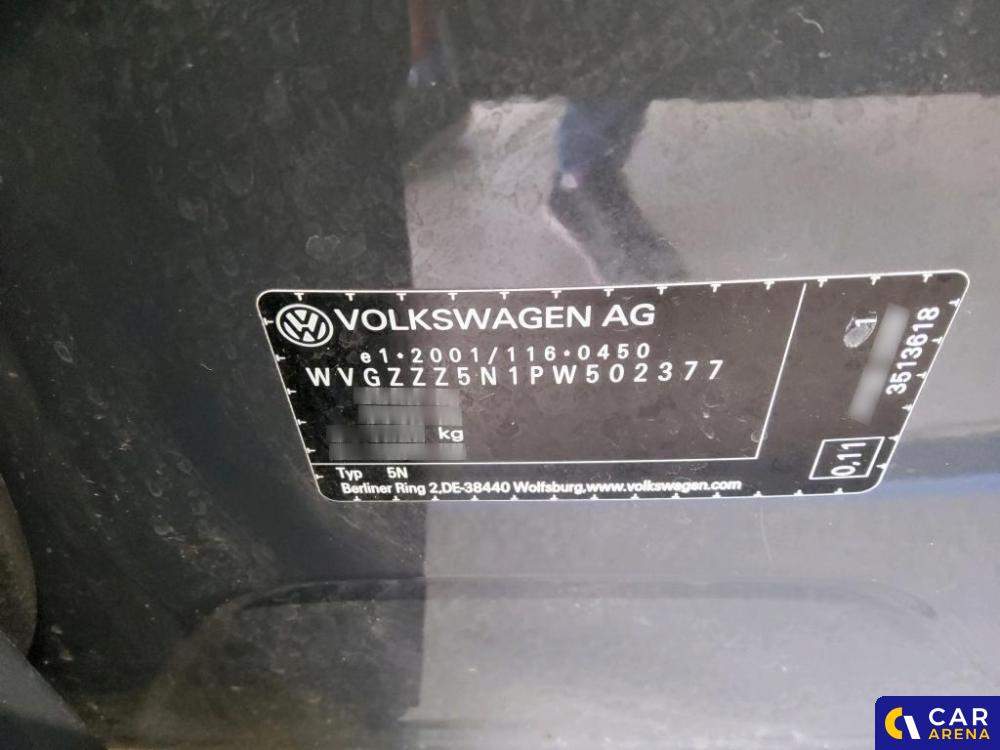 VOLKSWAGEN AG
e1*2001/116*0450
WVGZZZ5N1PW502377
kg
Typ 5N
Berliner Ring 2,DE-38440 Wolfsburg,www.volkswagen.com
1
3513618
0,11
CAR
ARENA